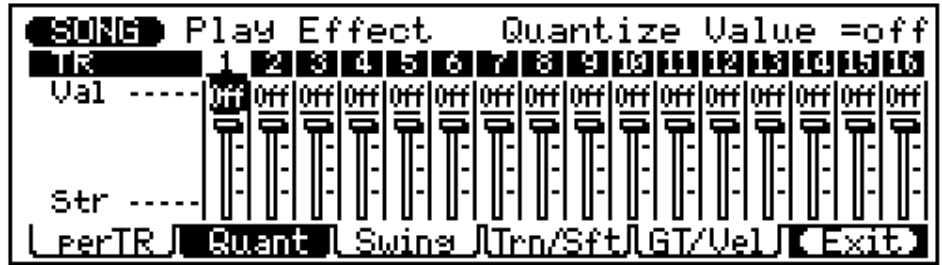 SONG Play Effect Quantize Value =off
TR 1 2 3 4 5 6 7 8 9 10 11 12 13 14 15 16
Val ----- Off Off Off Off Off Off Off Off Off Off Off Off Off Off Off Off
Str -----
perTR Quant Swing Trn/Sft GT/Vel Exit